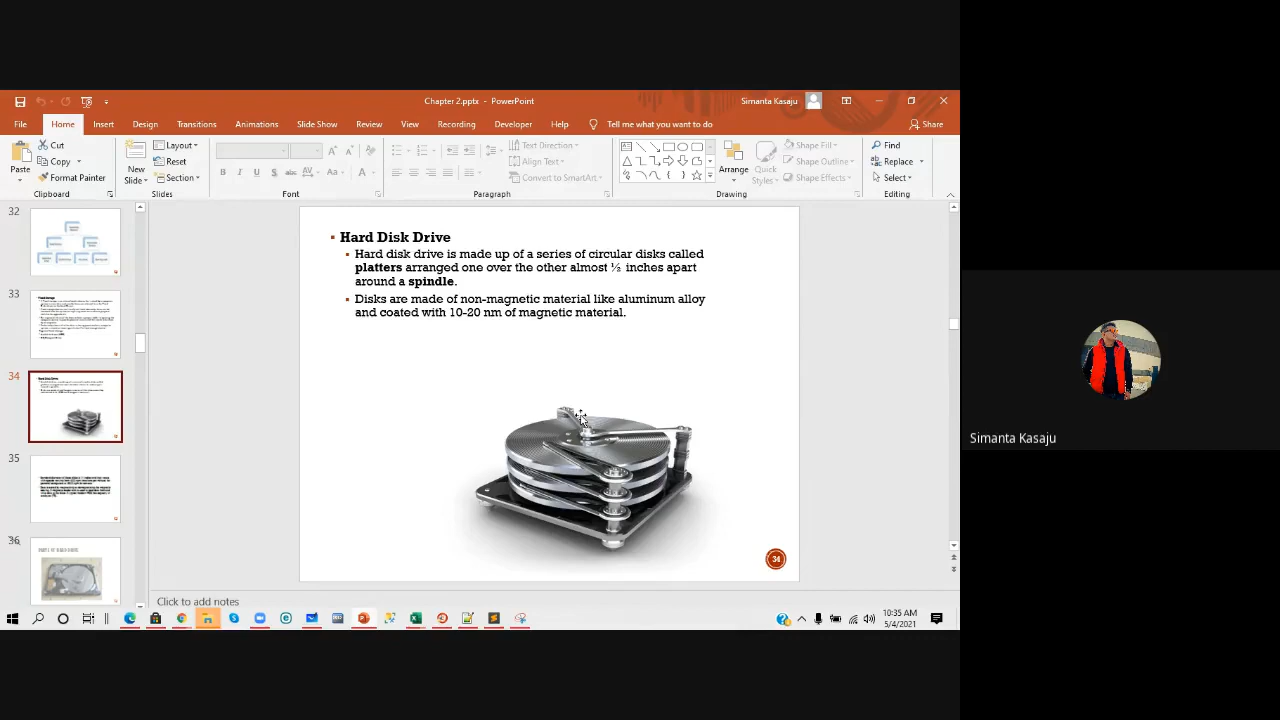 Chapter 2.pptx - PowerPoint
Simanta Kasaju
File Home Insert Design Transitions Animations Slide Show Review View Recording Developer Help Tell me what you want to do Share
Paste
Cut
Copy
Format Painter
Clipboard
New Slide
Layout
Reset
Section
Slides
B I U S abc AV Aa A
Font
Text Direction
Align Text
Convert to SmartArt
Paragraph
Arrange
Quick Styles
Shape Fill
Shape Outline
Shape Effects
Drawing
Find
Replace
Select
Editing
32
33
34
35
36
Hard Disk Drive
Hard disk drive is made up of a series of circular disks called
platters arranged one over the other almost ½ inches apart
around a spindle.
Disks are made of non-magnetic material like aluminum alloy
and coated with 10-20 nm of magnetic material.
34
Click to add notes
10:35 AM
5/4/2021
Simanta Kasaju